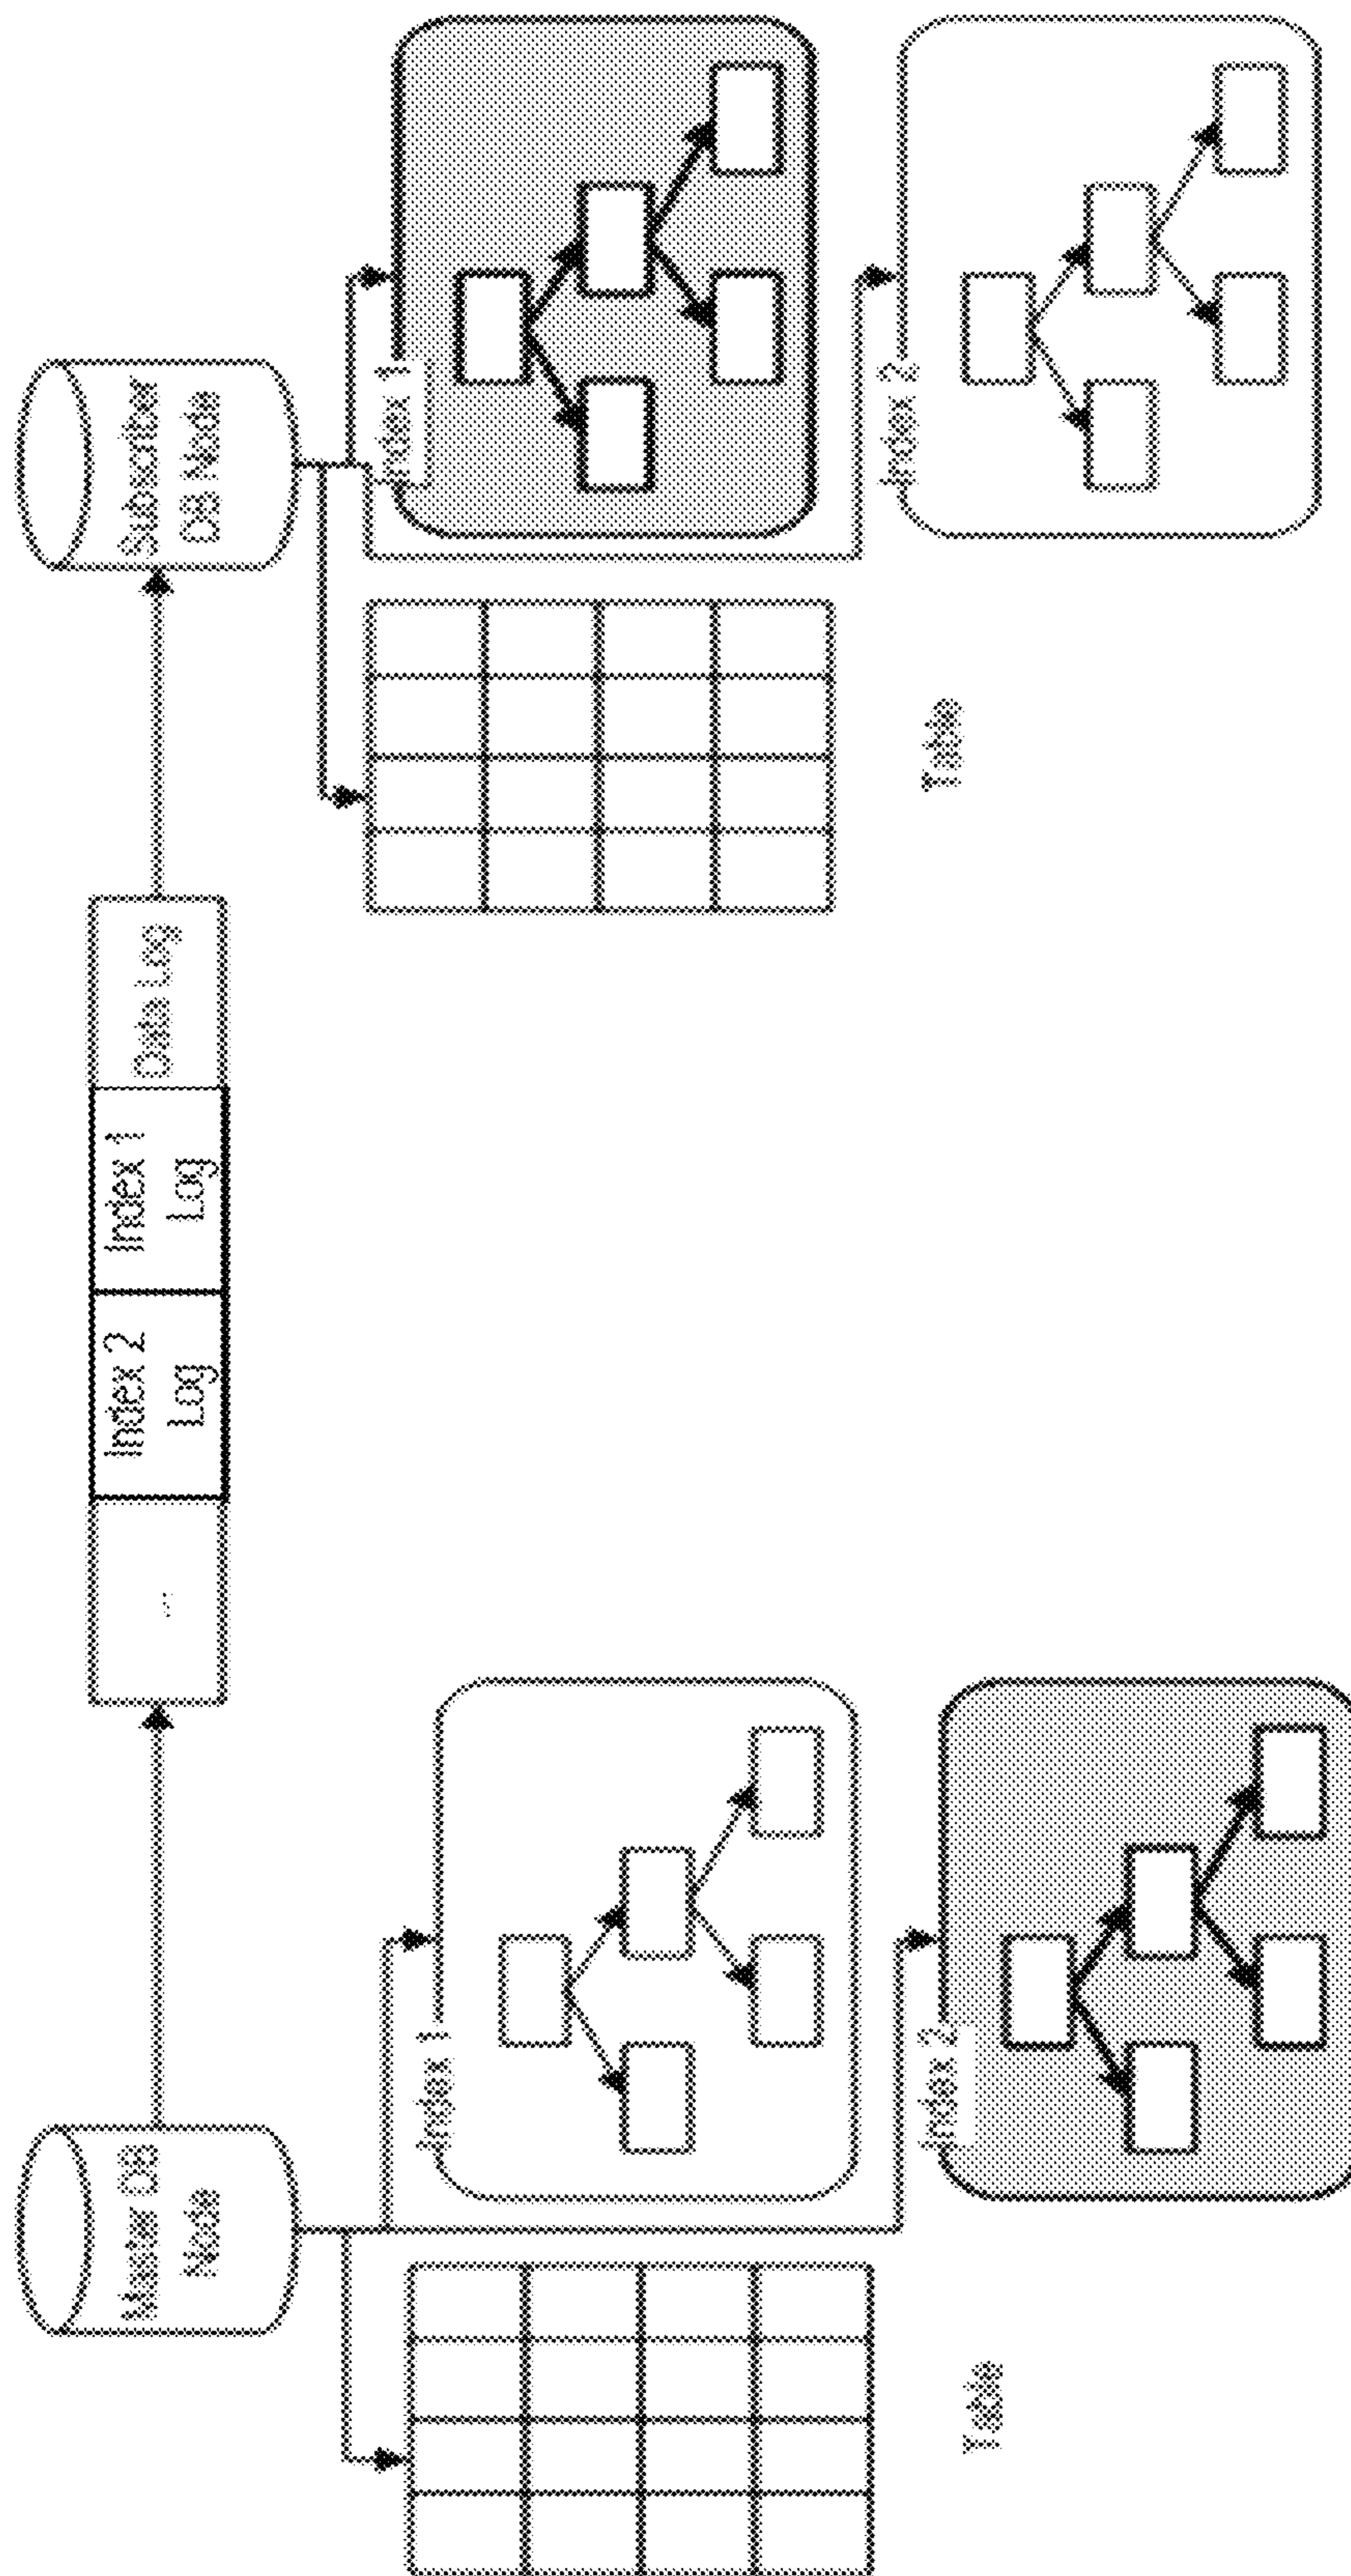 Master DB
Node
...
Index 2
Log
Index 1
Log
Data Log
Subscriber
DB Node
Table
Index 1
Index 2
Table
Index 1
Index 2